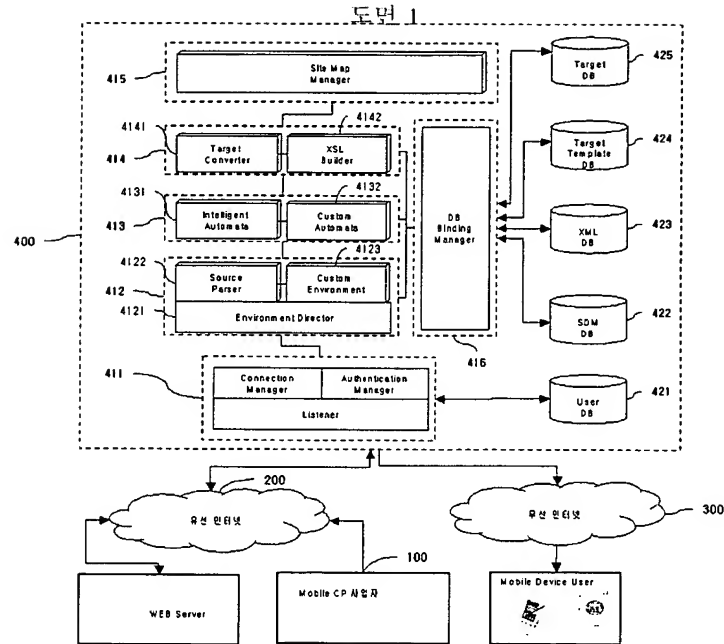 도면 1
415
Site Map
Manager
Target
DB
425
4141
4142
414
Target
Converter
XSL
Builder
Target
Template
DB
424
4131
4132
413
Intelligent
Automata
Custom
Automata
DB
Binding
Manager
XML
DB
423
400
4123
4122
412
4121
Source
Parser
Custom
Environment
Environment Director
SDM
DB
422
416
411
Connection
Manager
Authentication
Manager
Listener
User
DB
421
200
유선 인터넷
무선 인터넷
300
100
WEB Server
Mobile CP 사업자
Mobile Device User